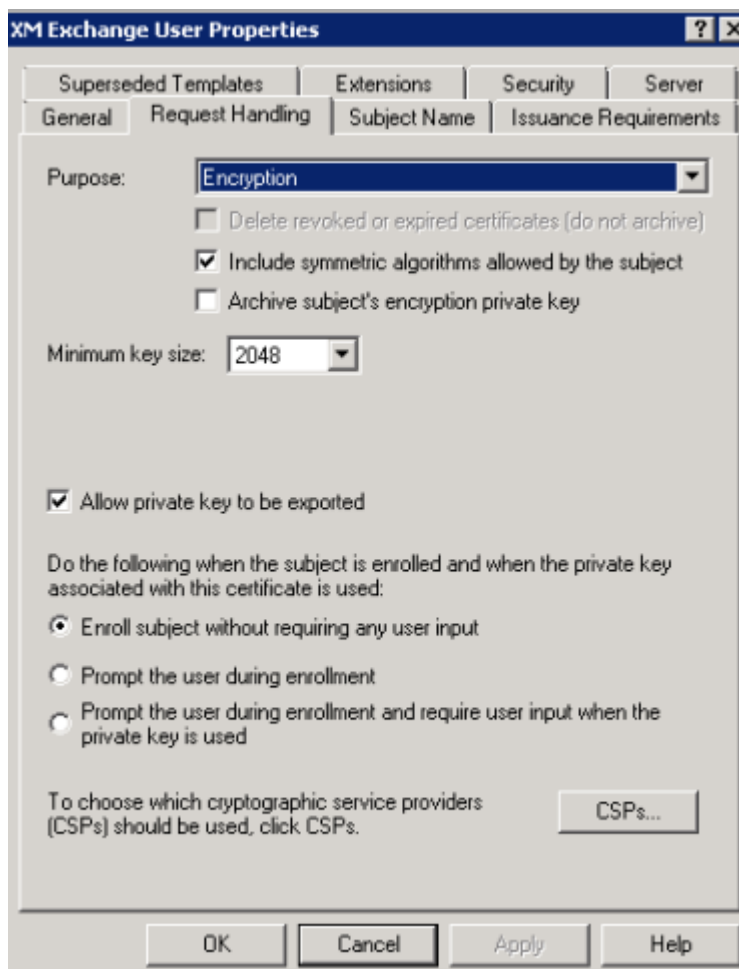 XM Exchange User Properties
Superseded Templates Extensions Security Server
General Request Handling Subject Name Issuance Requirements
Purpose: Encryption
Delete revoked or expired certificates (do not archive)
Include symmetric algorithms allowed by the subject
Archive subject's encryption private key
Minimum key size: 2048
Allow private key to be exported
Do the following when the subject is enrolled and when the private key
associated with this certificate is used:
Enroll subject without requiring any user input
Prompt the user during enrollment
Prompt the user during enrollment and require user input when the
private key is used
To choose which cryptographic service providers
(CSPs) should be used, click CSPs.
CSPs...
OK Cancel Apply Help